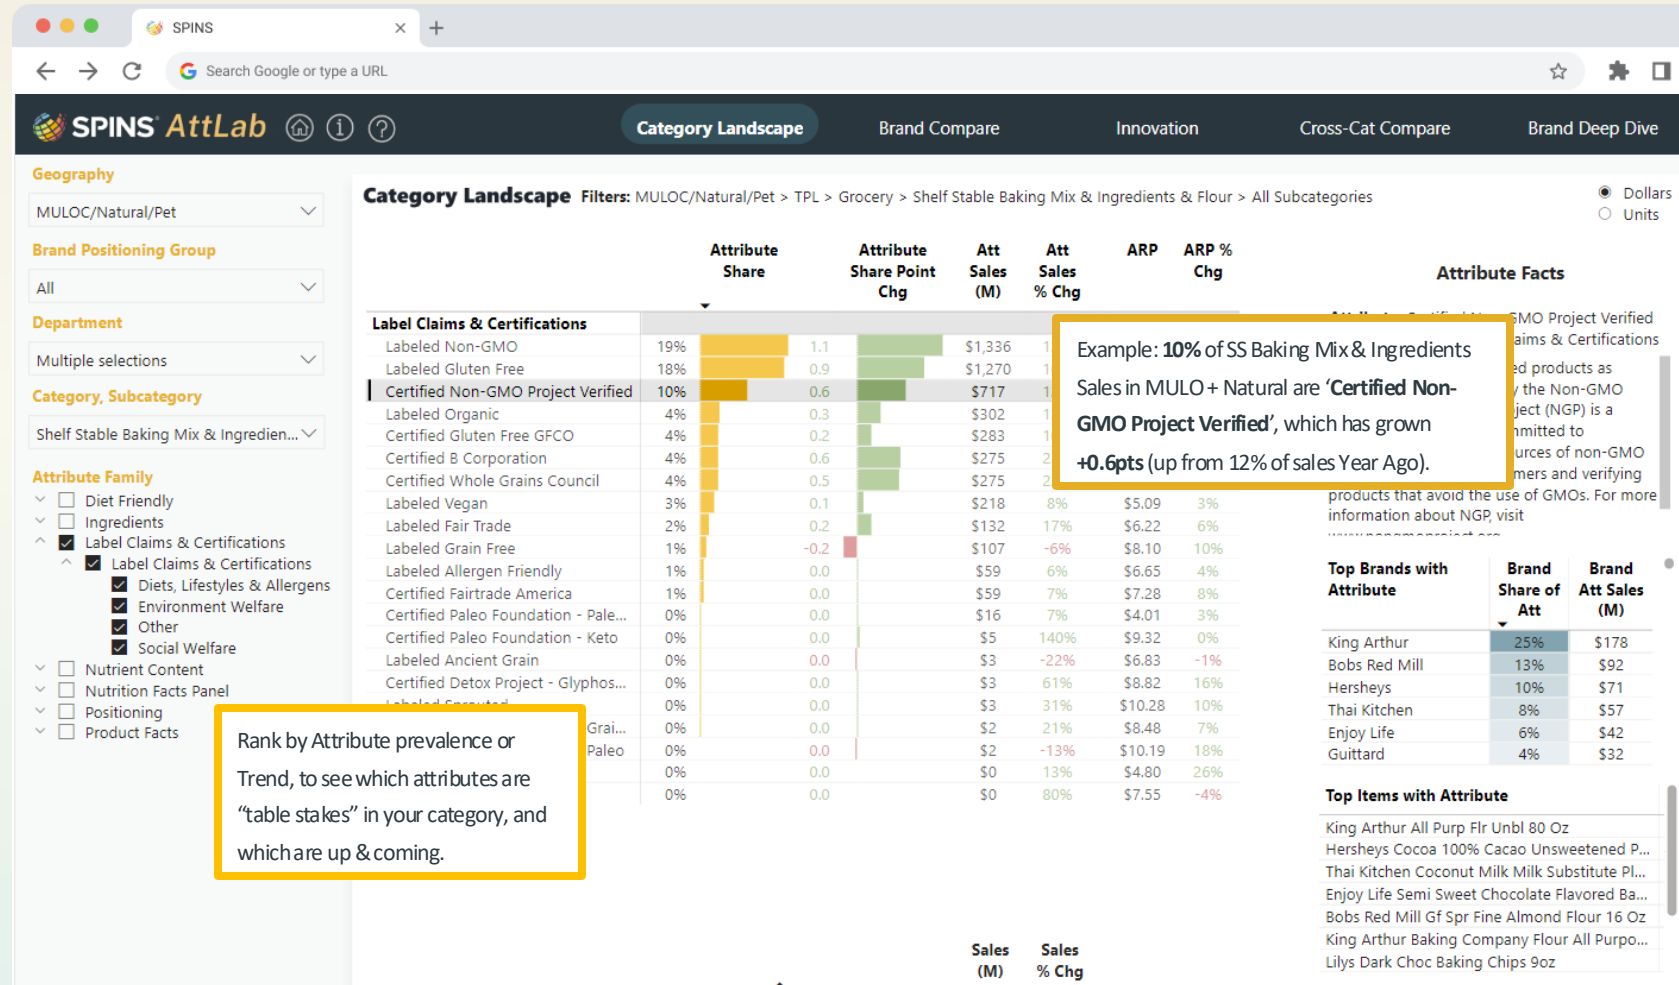 SPINS
Search Google or type a URL
SPINS AttLab
Category Landscape
Brand Compare
Innovation
Cross-Cat Compare
Brand Deep Dive
Geography
MULOC/Natural/Pet
Brand Positioning Group
All
Department
Multiple selections
Category, Subcategory
Shelf Stable Baking Mix & Ingredien...
Attribute Family
Diet Friendly
Ingredients
Label Claims & Certifications
Label Claims & Certifications
Diets, Lifestyles & Allergens
Environment Welfare
Other
Social Welfare
Nutrient Content
Nutrition Facts Panel
Positioning
Product Facts
Category Landscape Filters: MULOC/Natural/Pet > TPL > Grocery > Shelf Stable Baking Mix & Ingredients & Flour > All Subcategories
Dollars
Units
Attribute Share
Attribute Share Point Chg
Att Sales (M)
Att Sales % Chg
ARP
ARP % Chg
Label Claims & Certifications
Labeled Non-GMO 19% 1.1 $1,336
Labeled Gluten Free 18% 0.9 $1,270
Certified Non-GMO Project Verified 10% 0.6 $717
Labeled Organic 4% 0.3 $302
Certified Gluten Free GFCO 4% 0.2 $283
Certified B Corporation 4% 0.6 $275
Certified Whole Grains Council 4% 0.5 $275
Labeled Vegan 3% 0.1 $218 8% $5.09 3%
Labeled Fair Trade 2% 0.2 $132 17% $6.22 6%
Labeled Grain Free 1% -0.2 $107 -6% $8.10 10%
Labeled Allergen Friendly 1% 0.0 $59 6% $6.65 4%
Certified Fairtrade America 1% 0.0 $59 7% $7.28 8%
Certified Paleo Foundation - Pale... 0% 0.0 $16 7% $4.01 3%
Certified Paleo Foundation - Keto 0% 0.0 $5 140% $9.32 0%
Labeled Ancient Grain 0% 0.0 $3 -22% $6.83 -1%
Certified Detox Project - Glyphos... 0% 0.0 $3 61% $8.82 16%
0% 0.0 $3 31% $10.28 10%
Grai... 0% 0.0 $2 21% $8.48 7%
Paleo 0% 0.0 $2 -13% $10.19 18%
0% 0.0 $0 13% $4.80 26%
0% 0.0 $0 80% $7.55 -4%
Example: 10% of SS Baking Mix & Ingredients
Sales in MULO + Natural are ‘Certified Non-
GMO Project Verified’, which has grown
+0.6pts (up from 12% of sales Year Ago).
Rank by Attribute prevalence or
Trend, to see which attributes are
“table stakes” in your category, and
which are up & coming.
Sales (M)
Sales % Chg
Attribute Facts
GMO Project Verified
aims & Certifications
ed products as
y the Non-GMO
ject (NGP) is a
mmitted to
urces of non-GMO
mers and verifying
products that avoid the use of GMOs. For more
information about NGP, visit
Top Brands with Attribute
Brand Share of Att
Brand Att Sales (M)
King Arthur 25% $178
Bobs Red Mill 13% $92
Hersheys 10% $71
Thai Kitchen 8% $57
Enjoy Life 6% $42
Guittard 4% $32
Top Items with Attribute
King Arthur All Purp Flr Unbl 80 Oz
Hersheys Cocoa 100% Cacao Unsweetened P...
Thai Kitchen Coconut Milk Milk Substitute Pl...
Enjoy Life Semi Sweet Chocolate Flavored Ba...
Bobs Red Mill Gf Spr Fine Almond Flour 16 Oz
King Arthur Baking Company Flour All Purpo...
Lilys Dark Choc Baking Chips 9oz